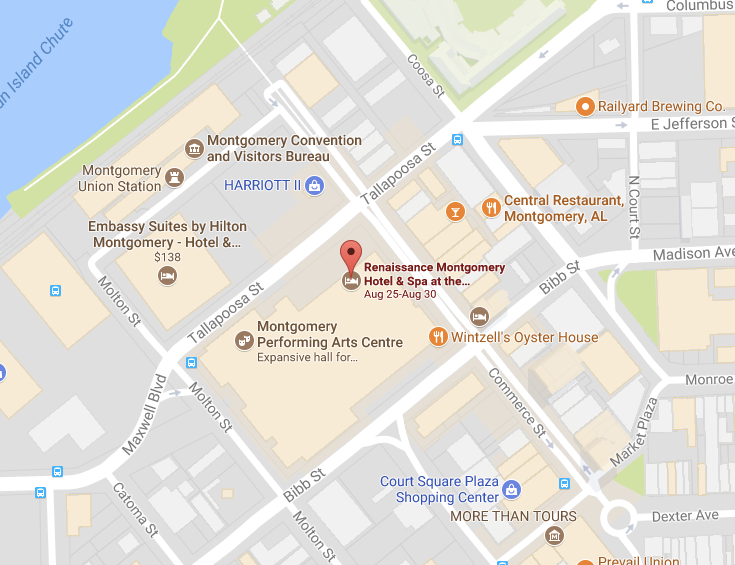 Columbus
n Island Chute
Coosa St
Railyard Brewing Co.
E Jefferson S
Montgomery Convention
and Visitors Bureau
Montgomery
Union Station
HARRIOTT II
Tallapoosa St
Central Restaurant,
Montgomery, AL
N Court St
Embassy Suites by Hilton
Montgomery - Hotel &...
$138
Madison Ave
Renaissance Montgomery
Hotel & Spa at the...
Aug 25-Aug 30
Bibb St
Molton St
Tallapoosa St
Montgomery
Performing Arts Centre
Expansive hall for...
Wintzell's Oyster House
Monroe
Maxwell Blvd
Molton St
Commerce St
Market Plaza
Bibb St
Court Square Plaza
Shopping Center
Catoma St
Molton St
MORE THAN TOURS
Dexter Ave
Prevail Union